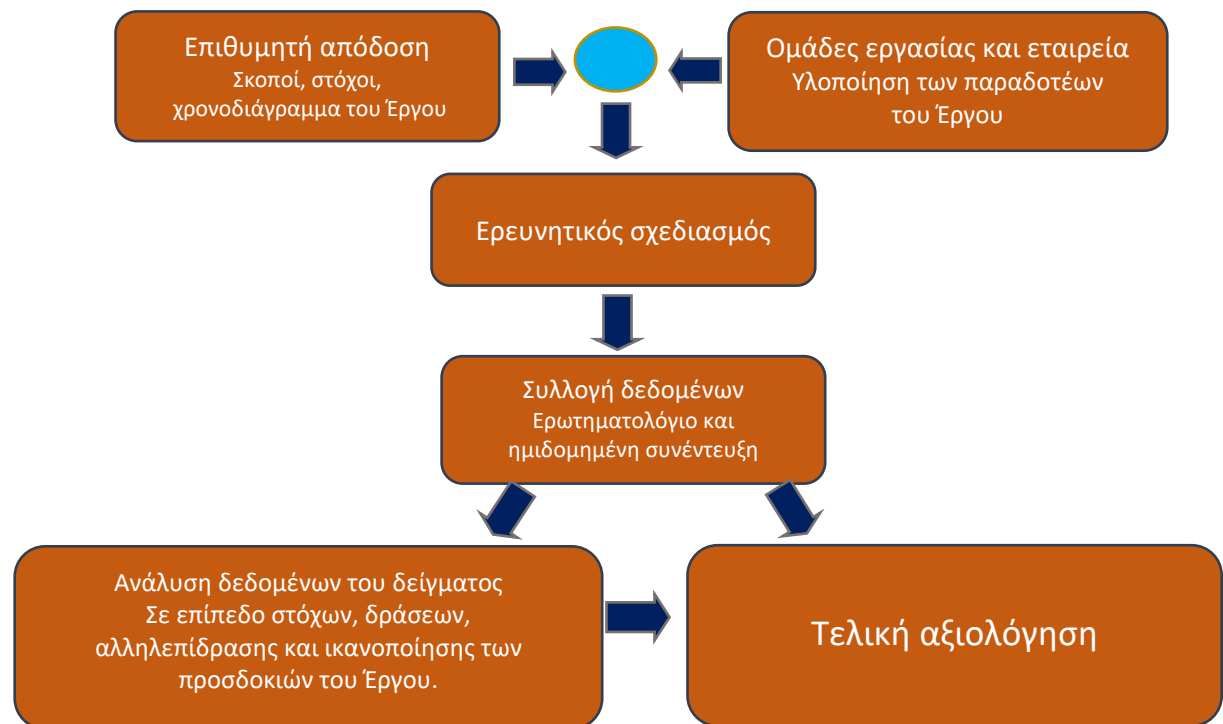 Επιθυμητή απόδοση
Σκοποί, στόχοι,
χρονοδιάγραμμα του Έργου
Ομάδες εργασίας και εταιρεία
Υλοποίηση των παραδοτέων
του Έργου
Ερευνητικός σχεδιασμός
Συλλογή δεδομένων
Ερωτηματολόγιο και
ημιδομημένη συνέντευξη
Ανάλυση δεδομένων του δείγματος
Σε επίπεδο στόχων, δράσεων,
αλληλεπίδρασης και ικανοποίησης των
προσδοκιών του Έργου.
Τελική αξιολόγηση